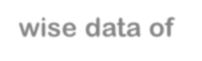 wise data of